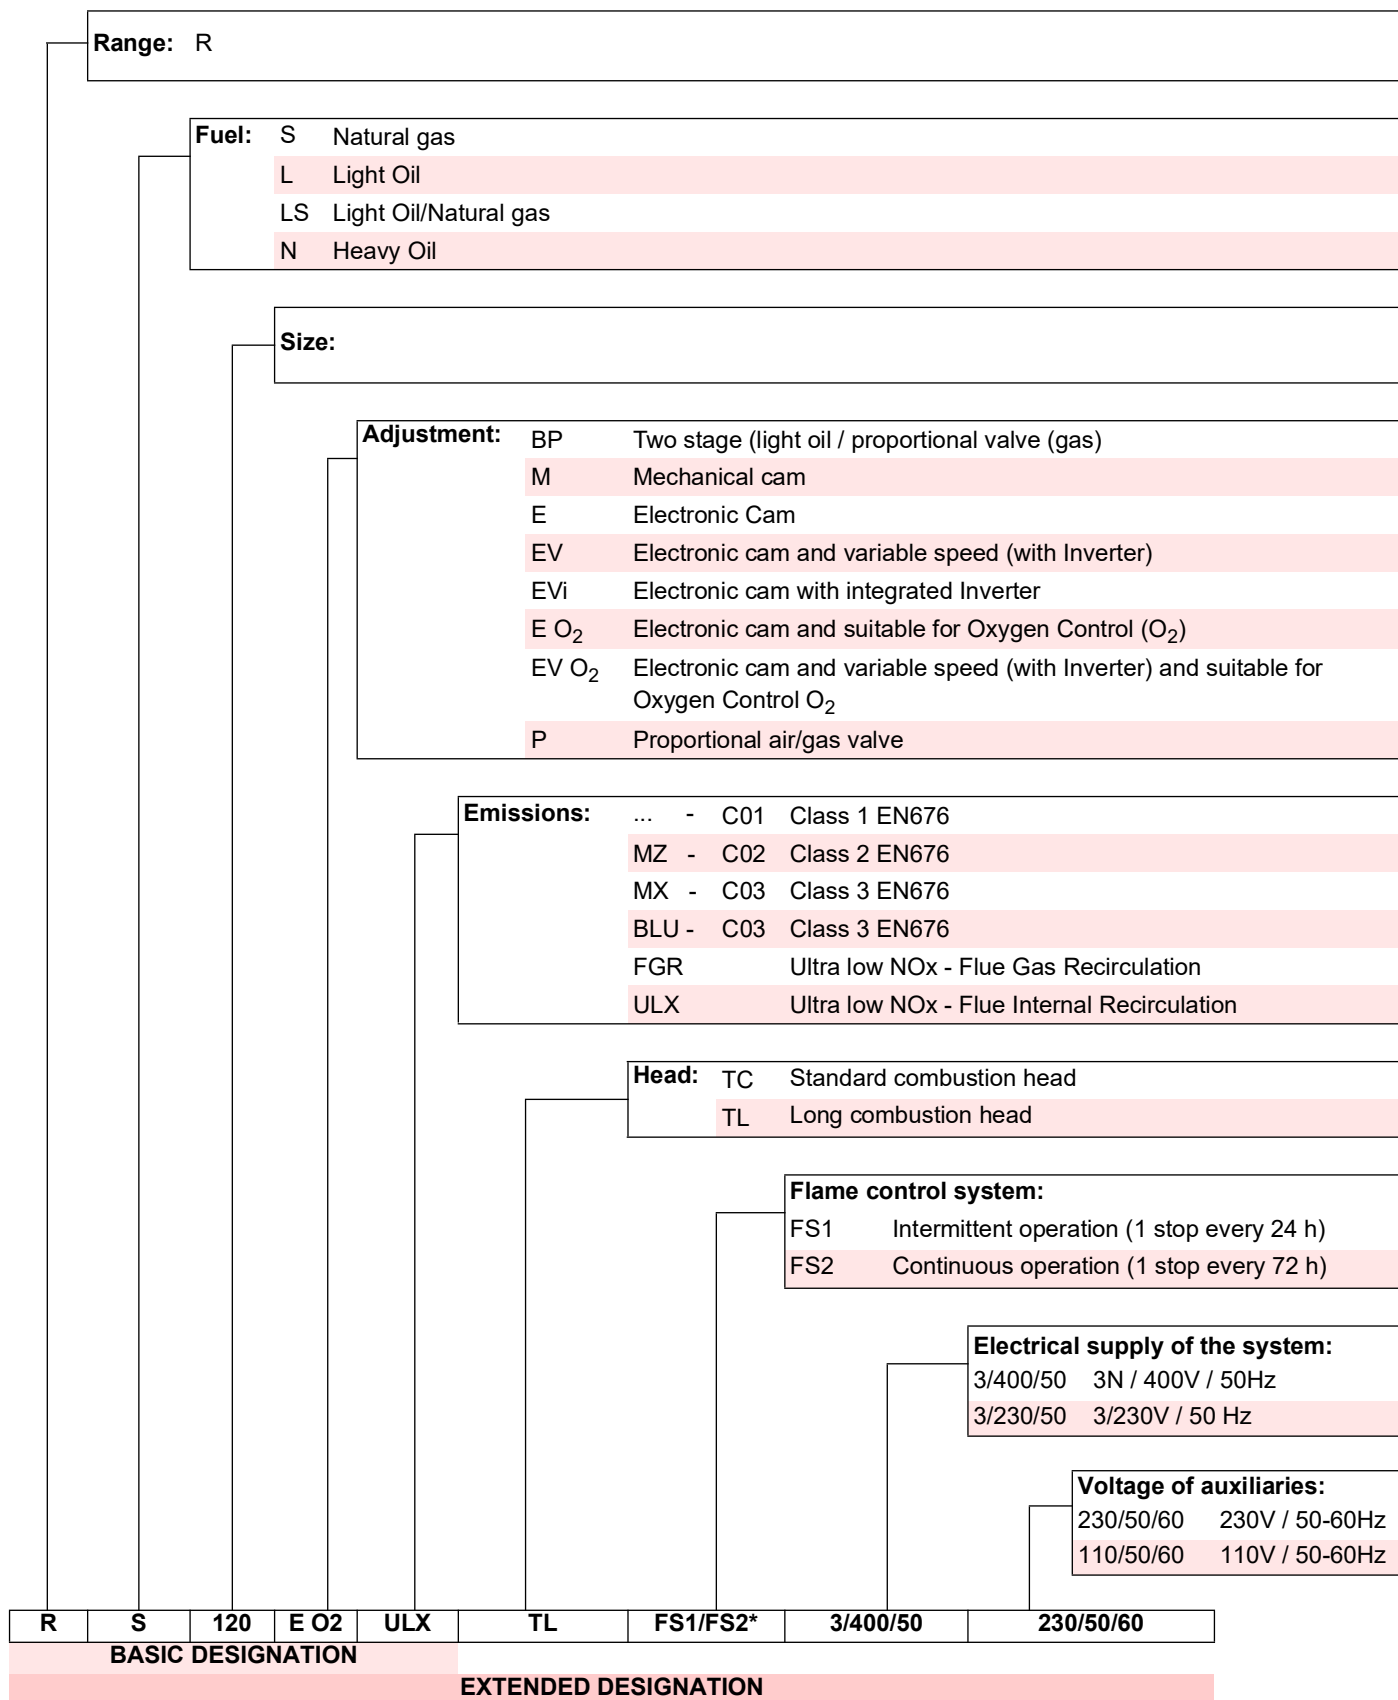 Range: R
Fuel: S Natural gas
L Light Oil
LS Light Oil/Natural gas
N Heavy Oil
Size:
Adjustment: BP Two stage (light oil / proportional valve (gas)
M Mechanical cam
E Electronic Cam
EV Electronic cam and variable speed (with Inverter)
EVi Electronic cam with integrated Inverter
E O2 Electronic cam and suitable for Oxygen Control (O2)
EV O2 Electronic cam and variable speed (with Inverter) and suitable for
Oxygen Control O2
P Proportional air/gas valve
Emissions: ... - C01 Class 1 EN676
MZ - C02 Class 2 EN676
MX - C03 Class 3 EN676
BLU - C03 Class 3 EN676
FGR Ultra low NOx - Flue Gas Recirculation
ULX Ultra low NOx - Flue Internal Recirculation
Head: TC Standard combustion head
TL Long combustion head
Flame control system:
FS1 Intermittent operation (1 stop every 24 h)
FS2 Continuous operation (1 stop every 72 h)
Electrical supply of the system:
3/400/50 3N / 400V / 50Hz
3/230/50 3/230V / 50 Hz
Voltage of auxiliaries:
230/50/60 230V / 50-60Hz
110/50/60 110V / 50-60Hz
R S 120 E O2 ULX TL FS1/FS2* 3/400/50 230/50/60
BASIC DESIGNATION
EXTENDED DESIGNATION